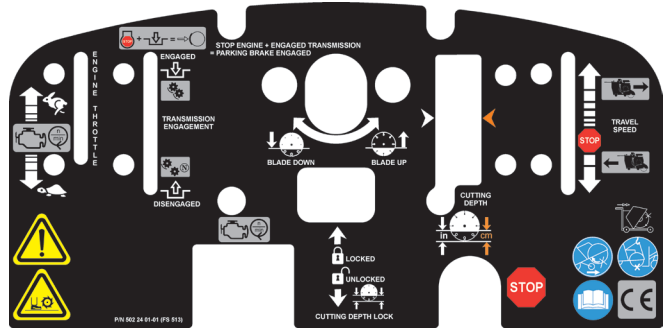 STOP
STOP ENGINE + ENGAGED TRANSMISSION
= PARKING BRAKE ENGAGED
ENGINE THROTTLE
ENGAGED
TRANSMISSION
ENGAGEMENT
N
DISENGAGED
BLADE DOWN
BLADE UP
TRAVEL
SPEED
STOP
CUTTING
DEPTH
in
cm
LOCKED
UNLOCKED
CUTTING DEPTH LOCK
STOP
CE
P/N 502 24 01-01 (FS 513)